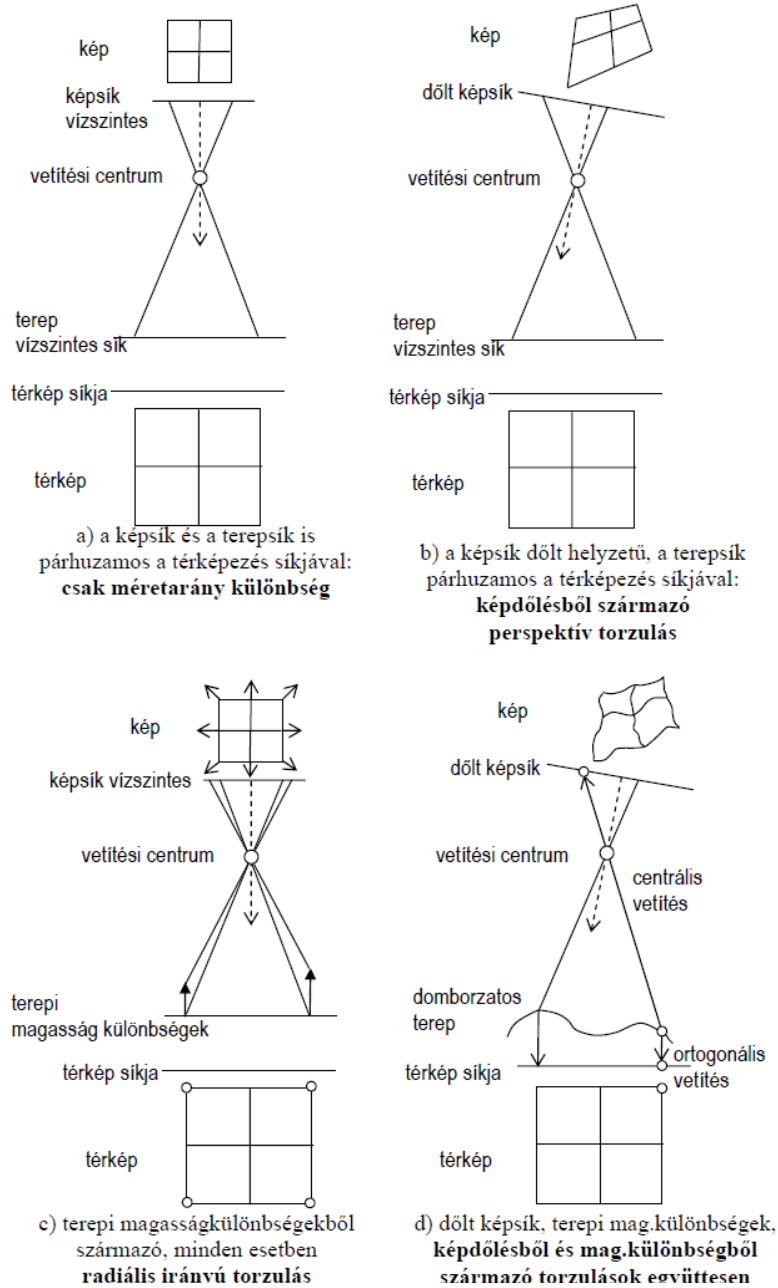 kép
képsík
vízszintes
vetítési centrum
terep
vízszintes sík
térkép síkja
térkép
a) a képsík és a terepsík is
párhuzamos a térképezés síkjával:
csak méretarány különbség
kép
dőlt képsík
vetítési centrum
terep
vízszintes sík
térkép síkja
térkép
b) a képsík dőlt helyzetű, a terepsík
párhuzamos a térképezés síkjával:
képdőlésből származó
perspektív torzulás
kép
képsík vízszintes
vetítési centrum
terepi
magasság különbségek
térkép síkja
térkép
c) terepi magasságkülönbségekből
származó, minden esetben
radiális irányú torzulás
kép
dőlt képsík
vetítési centrum
centrális
vetítés
domborzatos
terep
ortogonális
vetítés
térkép síkja
térkép
d) dőlt képsík, terepi mag.különbségek,
képdőlésből és mag.különbségből
származó torzulások együttesen